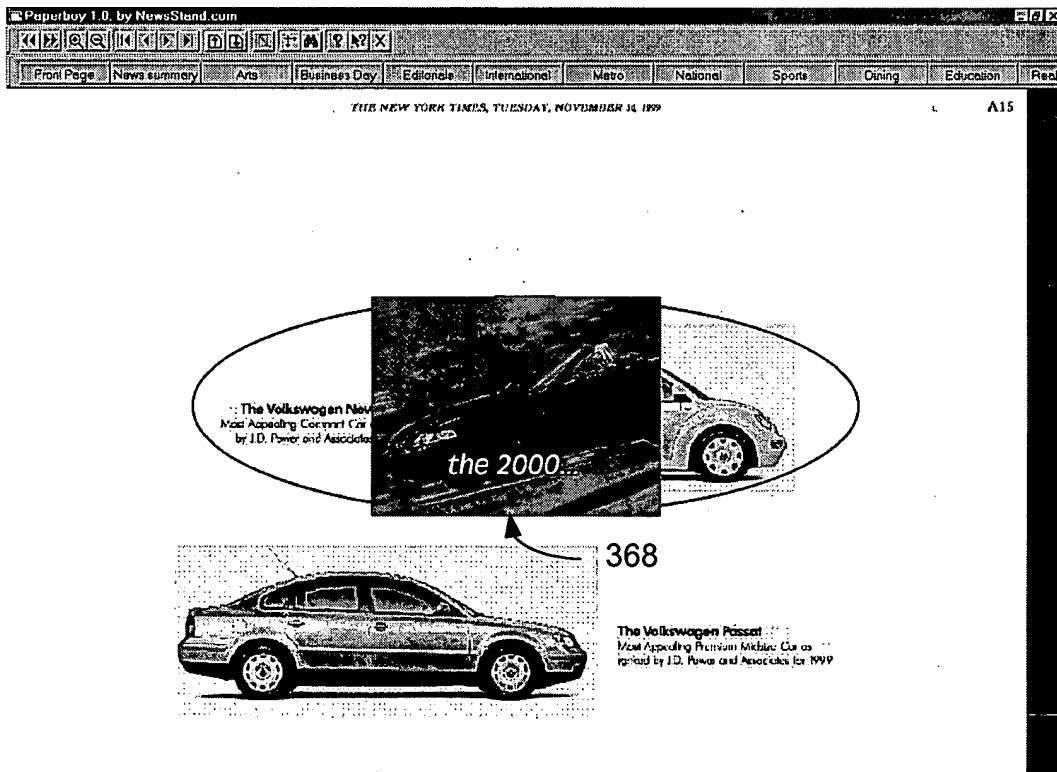 Paperboy 1.0, by NewsStand.com
Front Page News summary Arts Business Day Editorials International Metro National Sports Dining Education Real
THE NEW YORK TIMES, TUESDAY, NOVEMBER 16, 1999 A15
The Volkswagen New
Most Appealing Compact Car
by J.D. Power and Associates
the 2000...
368
The Volkswagen Passat
Most Appealing Premium Midsize Car as
ranked by J.D. Power and Associates for 1999